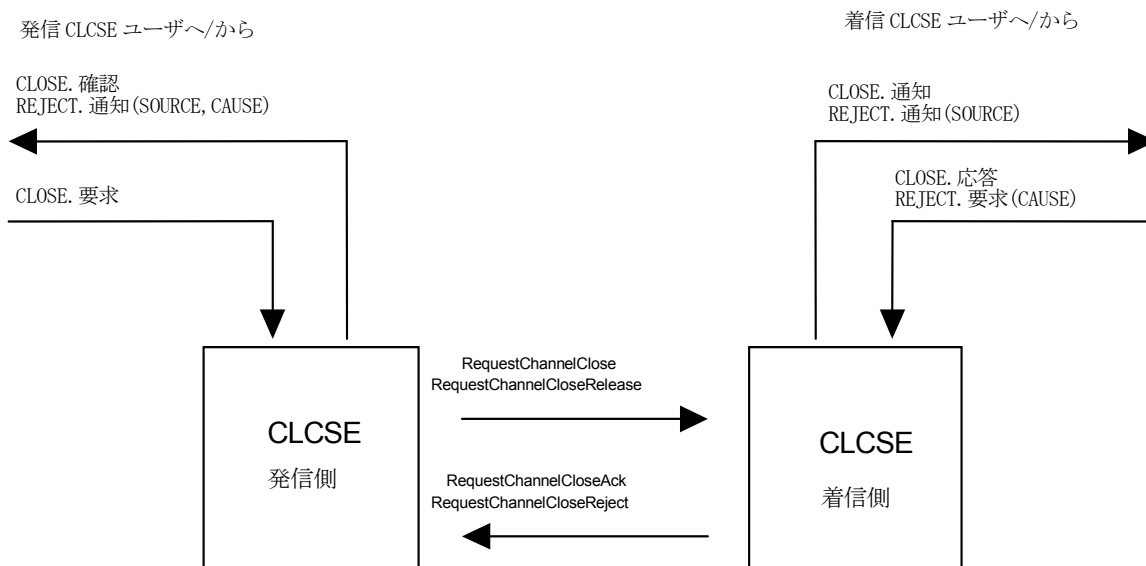 発信 CLCSE ユーザへ/から
CLOSE.確認
REJECT.通知(SOURCE,CAUSE)
CLOSE.要求
着信 CLCSE ユーザへ/から
CLOSE.通知
REJECT.通知(SOURCE)
CLOSE.応答
REJECT.要求(CAUSE)
CLCSE
発信側
RequestChannelClose
RequestChannelCloseRelease
RequestChannelCloseAck
RequestChannelCloseReject
CLCSE
着信側